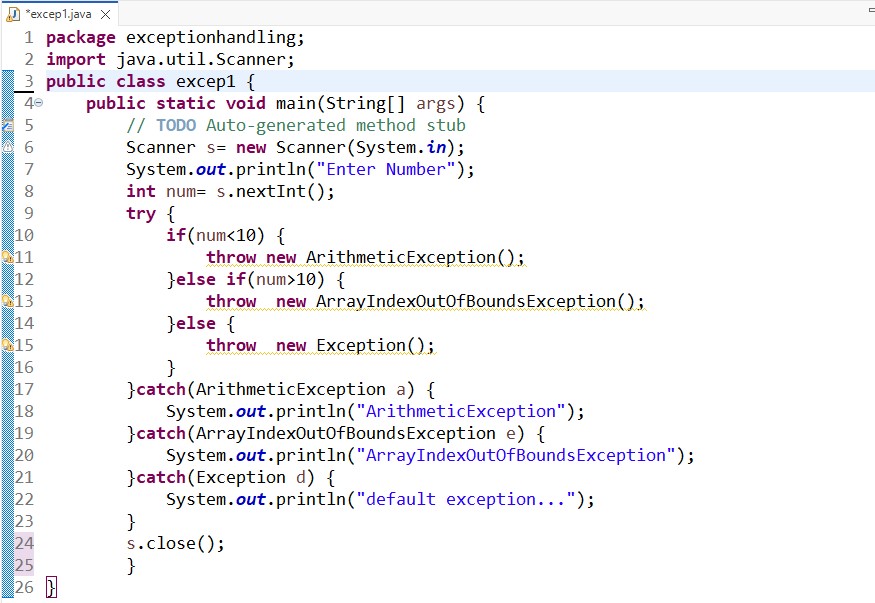 *excep1.java
1 package exceptionhandling;
2 import java.util.Scanner;
3 public class excep1 {
4     public static void main(String[] args) {
5         // TODO Auto-generated method stub
6         Scanner s= new Scanner(System.in);
7         System.out.println("Enter Number");
8         int num= s.nextInt();
9         try {
10             if(num<10) {
11                 throw new ArithmeticException();
12             }else if(num>10) {
13                 throw  new ArrayIndexOutOfBoundsException();
14             }else {
15                 throw  new Exception();
16             }
17         }catch(ArithmeticException a) {
18             System.out.println("ArithmeticException");
19         }catch(ArrayIndexOutOfBoundsException e) {
20             System.out.println("ArrayIndexOutOfBoundsException");
21         }catch(Exception d) {
22             System.out.println("default exception...");
23         }
24         s.close();
25         }
26 }